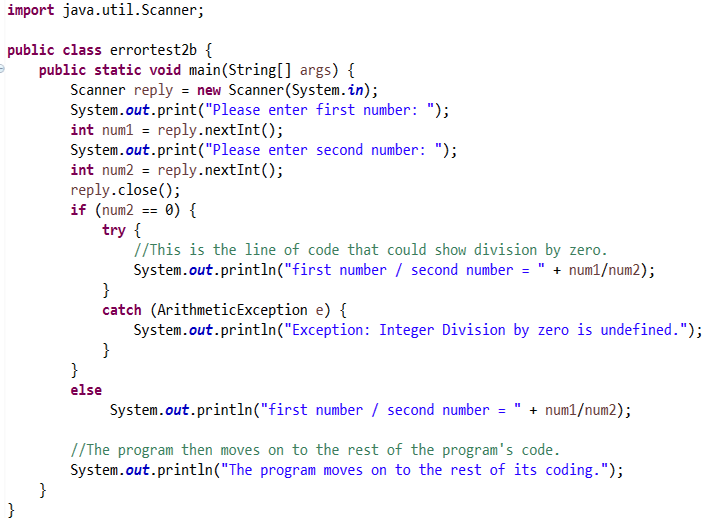 import java.util.Scanner;
public class errortest2b {
public static void main(String[] args) {
Scanner reply = new Scanner(System.in);
System.out.print("Please enter first number: ");
int num1 = reply.nextInt();
System.out.print("Please enter second number: ");
int num2 = reply.nextInt();
reply.close();
if (num2 == 0) {
try {
//This is the line of code that could show division by zero.
System.out.println("first number / second number = " + num1/num2);
}
catch (ArithmeticException e) {
System.out.println("Exception: Integer Division by zero is undefined.");
}
}
else
System.out.println("first number / second number = " + num1/num2);
//The program then moves on to the rest of the program's code.
System.out.println("The program moves on to the rest of its coding.");
}
}